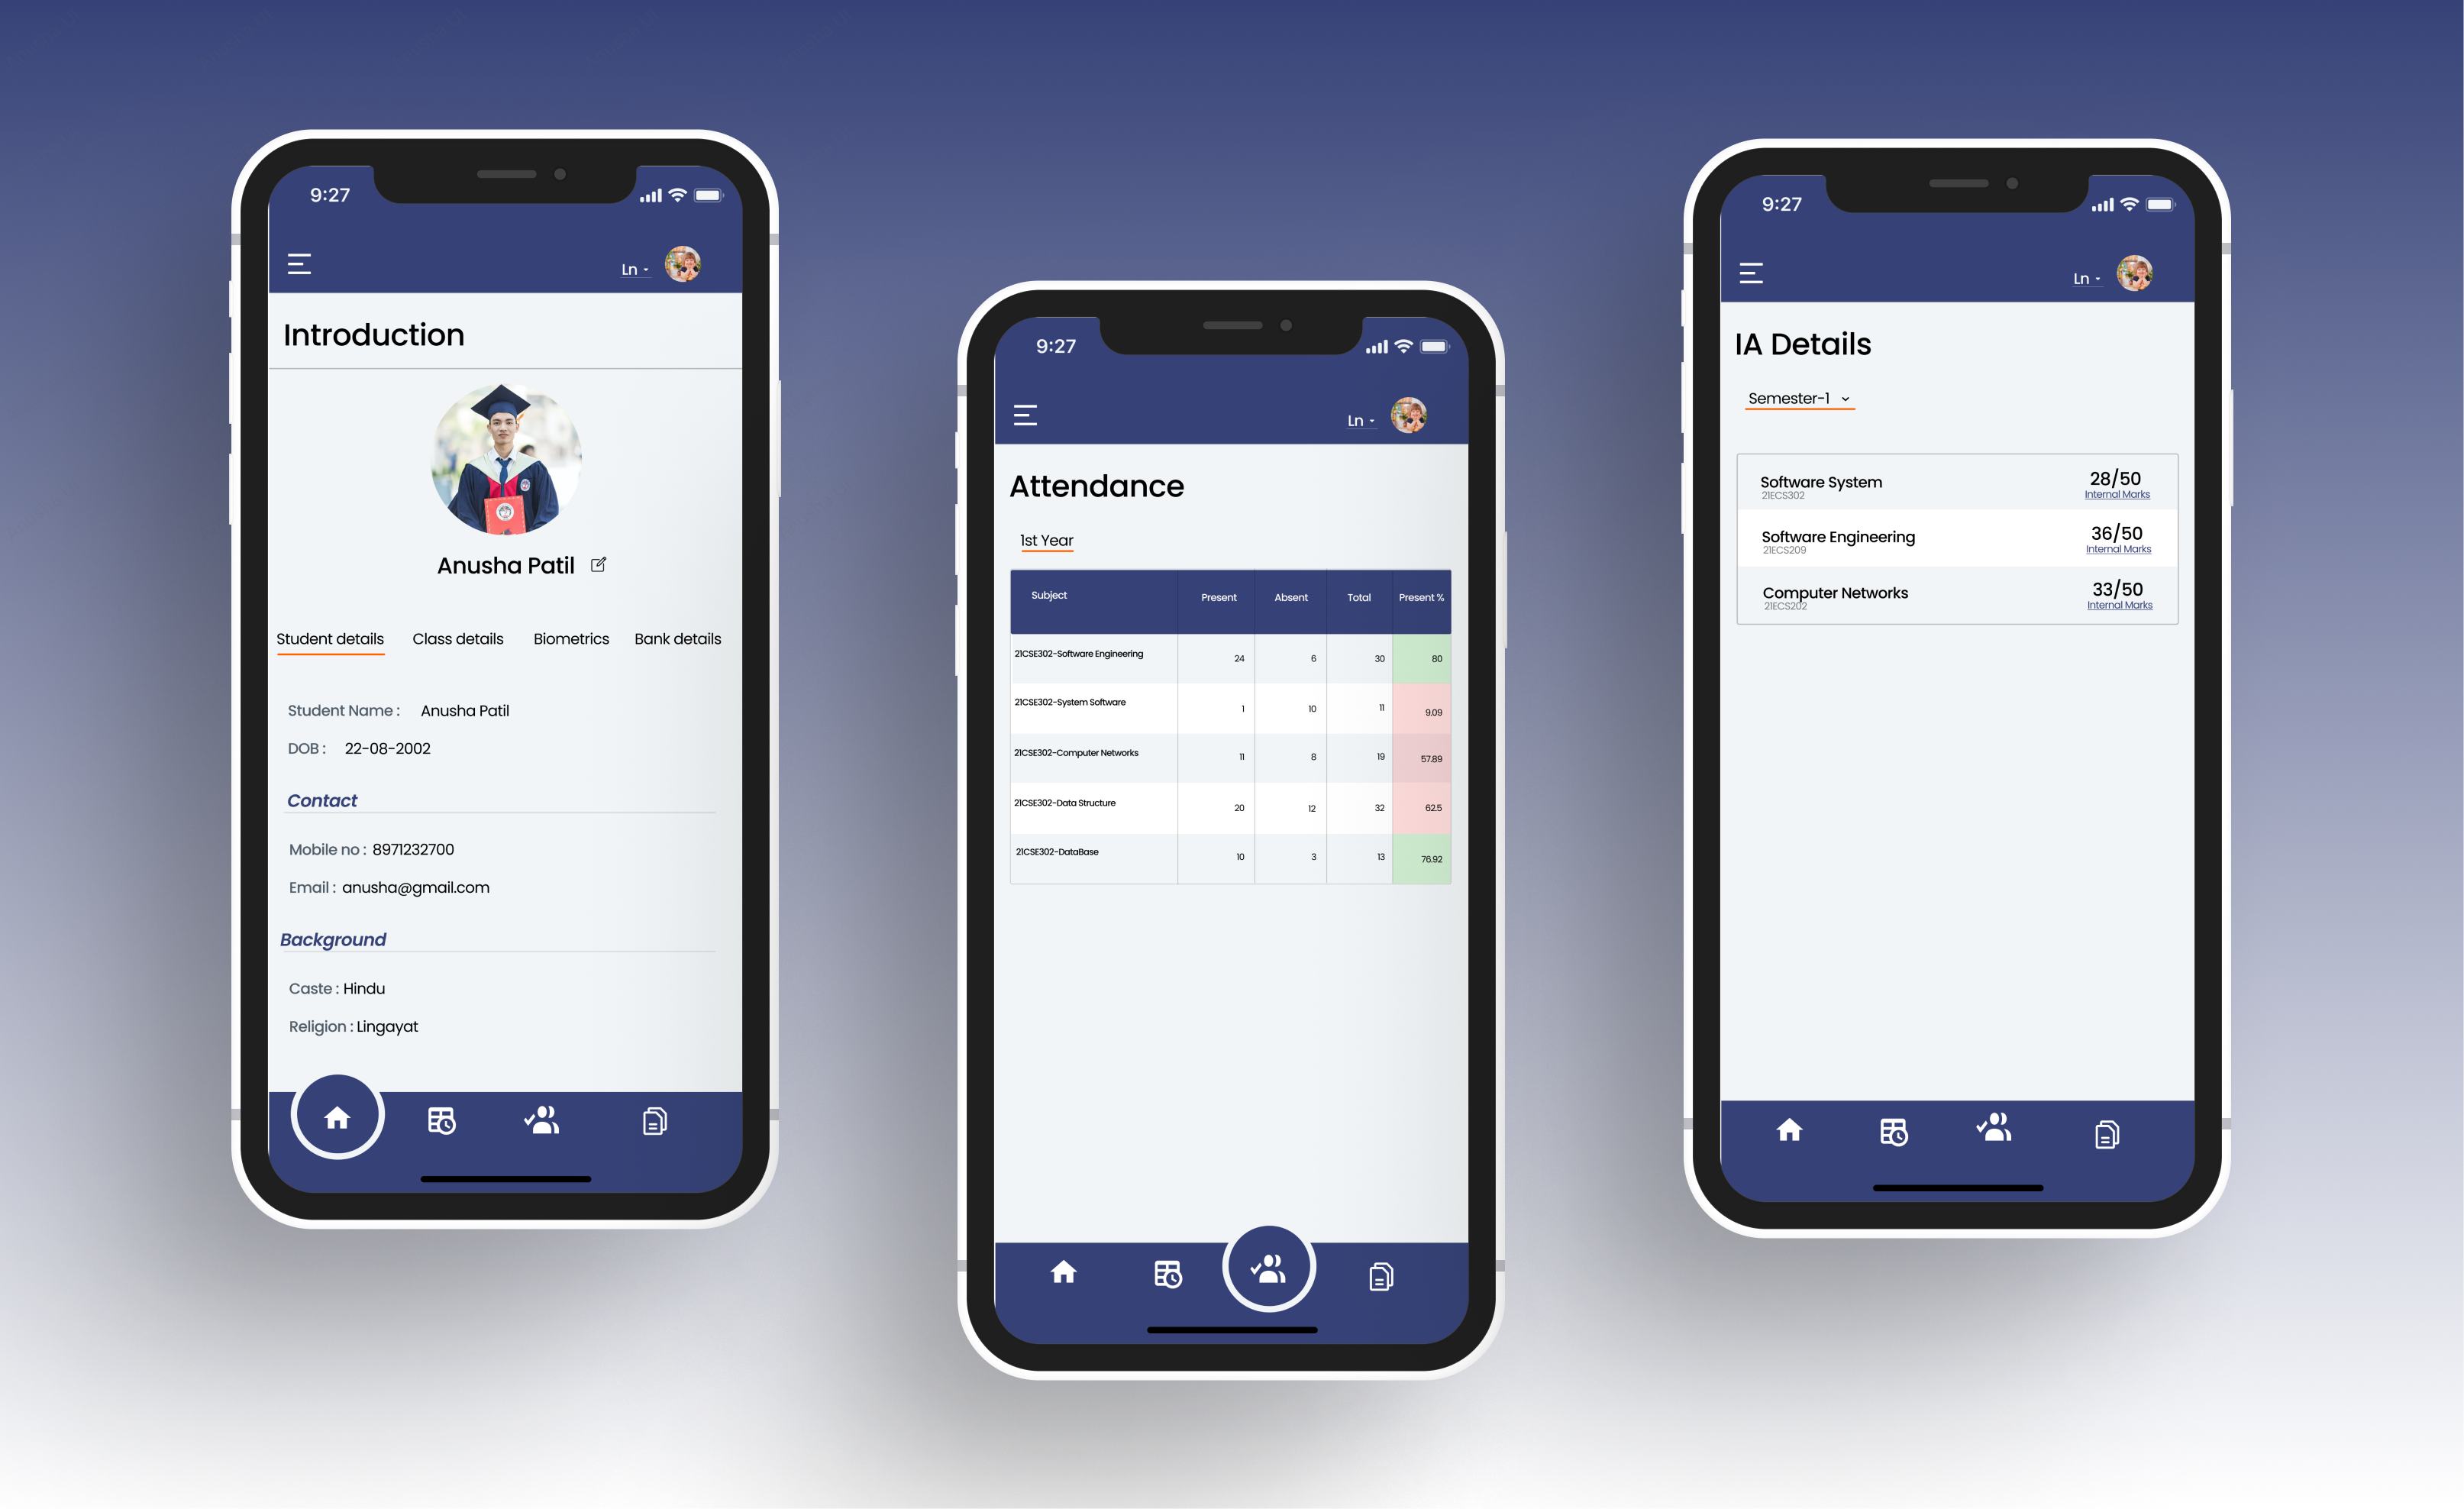 9:27
Ln
Introduction
Anusha Patil
Student details Class details Biometrics Bank details
Student Name : Anusha Patil
DOB : 22-08-2002
Contact
Mobile no : 8971232700
Email : anusha@gmail.com
Background
Caste : Hindu
Religion : Lingayat
9:27
Ln
Attendance
1st Year
Subject Present Absent Total Present %
21CSE302-Software Engineering 24 6 30 80
21CSE302-System Software 1 10 11 9.09
21CSE302-Computer Networks 11 8 19 57.89
21CSE302-Data Structure 20 12 32 62.5
21CSE302-DataBase 10 3 13 76.92
9:27
Ln
IA Details
Semester-1
Software System 28/50
21ECS302 Internal Marks
Software Engineering 36/50
21ECS209 Internal Marks
Computer Networks 33/50
21ECS202 Internal Marks